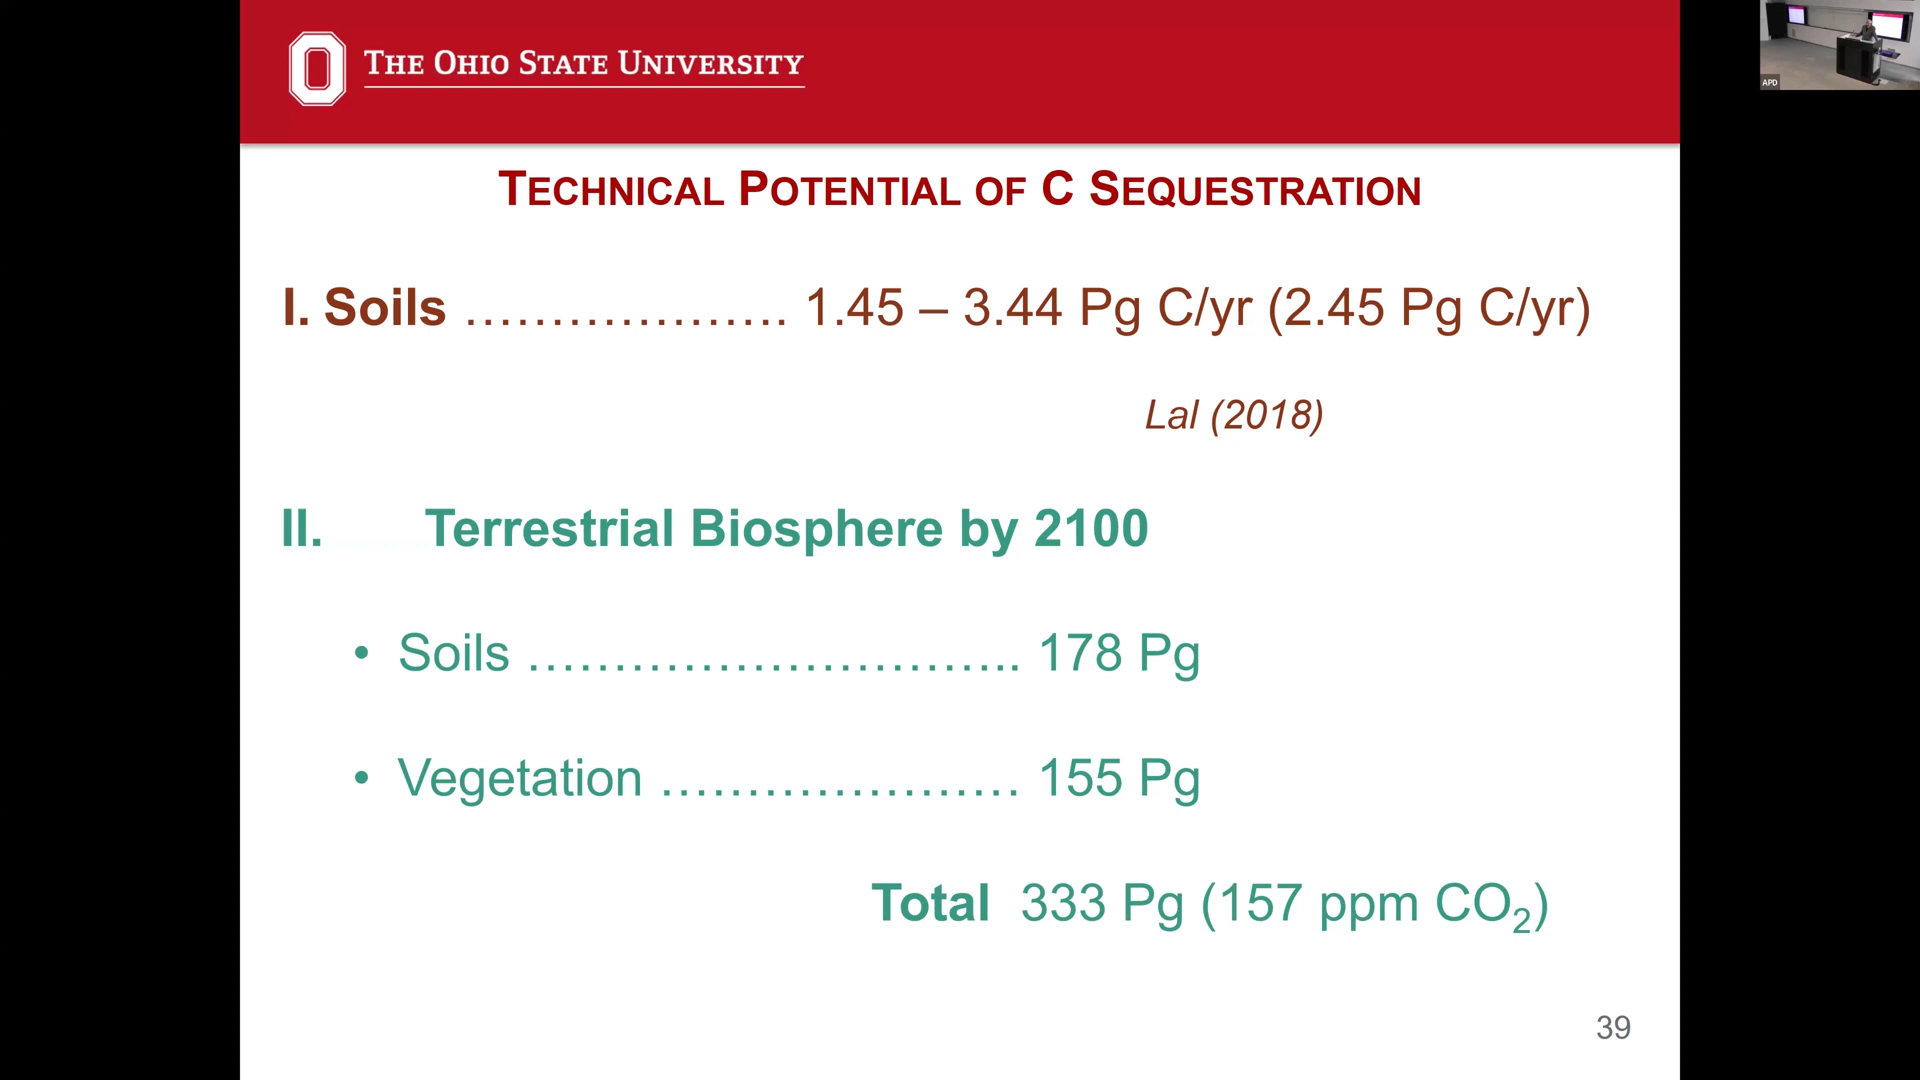 THE OHIO STATE UNIVERSITY
APD
TECHNICAL POTENTIAL OF C SEQUESTRATION
I. Soils ………………. 1.45 – 3.44 Pg C/yr (2.45 Pg C/yr)
Lal (2018)
II. Terrestrial Biosphere by 2100
• Soils ……………………….. 178 Pg
• Vegetation ………………… 155 Pg
Total 333 Pg (157 ppm CO₂)
39